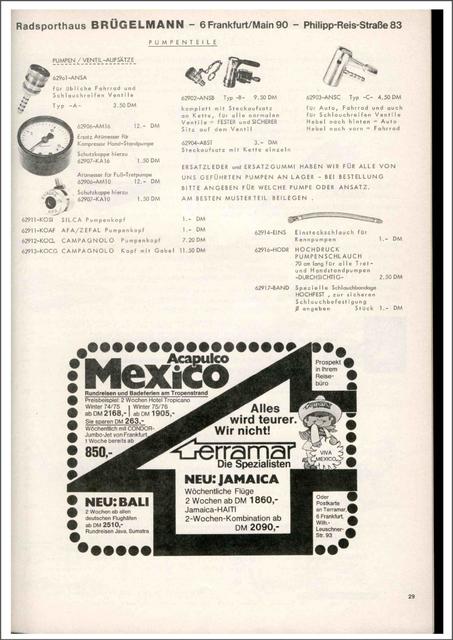 Radsporthaus BRÜGELMANN – 6 Frankfurt/Main 90 – Philipp-Reis-Straße 83
PUMPENTEILE
PUMPEN / VENTIL-AUFSÄTZE
62961-ANSA
für übliche Fahrrad und
Schlauchreifen Ventile
Typ -A- 3.50 DM
62902-ANSB Typ -B- 9.50 DM
komplett mit Steckaufsatz
an Kette, für alle normalen
Ventile = FESTER und SICHERER
Sitz auf dem Ventil
62904-ABST 3.- DM
Steckaufsatz mit Kette einzeln
62903-ANSC Typ -C- 4,50 DM
für Auto, Fahrrad und auch
für Schlauchreifen Ventile
Hebel nach hinten = Auto
Hebel nach vorn = Fahrrad
62906-AM16 12.- DM
Ersatz Atümesser für
Kompressor Hand-Standpumpe
Schutzkappe hierzu
62907-KA16 1.50 DM
Atümesser für Fuß-Tretpumpe
62906-AM10 12.- DM
Schutzkappe hierzu
62907-KA10 1.50 DM
ERSATZLEDER und ERSATZGUMMI HABEN WIR FÜR ALLE VON
UNS GEFÜHRTEN PUMPEN AN LAGER - BEI BESTELLUNG
BITTE ANGEBEN FÜR WELCHE PUMPE ODER ANSATZ.
AM BESTEN MUSTERTEIL BEILEGEN .
62911-KOSI SILCA Pumpenkopf 1.- DM
62911-KOAF AFA/ZEFAL Pumpenkopf 1.- DM
62912-KOCL CAMPAGNOLO Pumpenkopf 7.20 DM
62913-KOCG CAMPAGNOLO Kopf mit Gabel 11.50 DM
62914-EINS Einsteckschlauch für
Rennpumpen 1.- DM
62916-HODR HOCHDRUCK
PUMPENSCHLAUCH
70 cm lang für alle Tret-
und Handstandpumpen
-DURCHSICHTIG- 2,50 DM
62917-BAND Spezielle Schlauchbandage
HOCHFEST , zur sicheren
Schlauchbefestigung
Ø angeben Stück 1.- DM
Acapulco
Mexico
Rundreisen und Badeferien am Tropenstrand
Preisbeispiel: 2 Wochen Hotel Tropicano
Winter 74/75 Winter 75/76
ab DM 2168,- ab DM 1905,-
Sie sparen DM 263,-
Wöchentlich mit CONDOR-
Jumbo-Jet von Frankfurt
1 Woche bereits ab
850,-
Alles
wird teurer.
Wir nicht!
terramar
Die Spezialisten
Prospekt
in Ihrem
Reise-
büro
VIVA
MEXICO
NEU: BALI
2 Wochen ab allen
deutschen Flughäfen
ab DM 2510,-
Rundreisen Java, Sumatra
NEU: JAMAICA
Wöchentliche Flüge
2 Wochen ab DM 1860,-
Jamaica-HAITI
2-Wochen-Kombination ab
DM 2090,-
Oder
Postkarte
an Terramar,
6 Frankfurt,
Wilh.-
Leuschner-
Str. 93
29